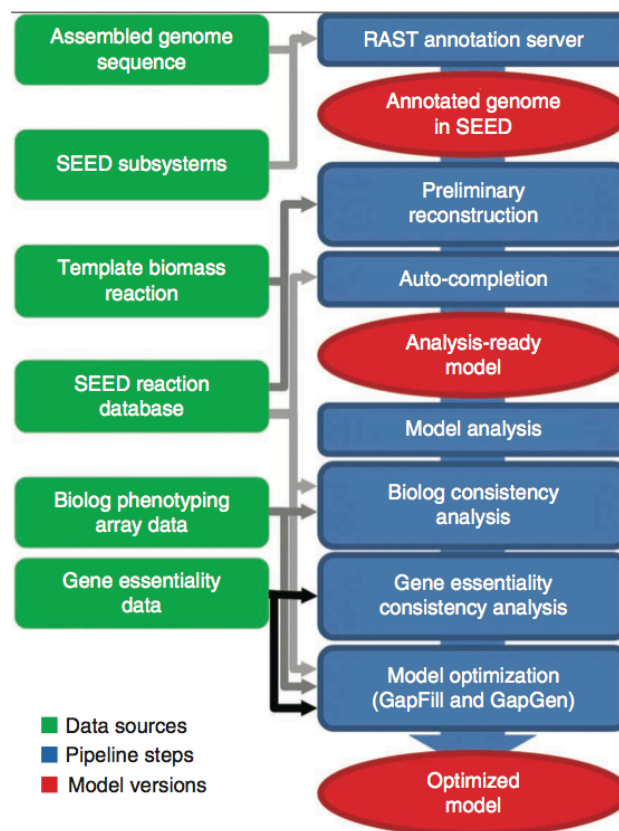 Assembled genome
sequence
SEED subsystems
Template biomass
reaction
SEED reaction
database
Biolog phenotyping
array data
Gene essentiality
data
RAST annotation server
Annotated genome
in SEED
Preliminary
reconstruction
Auto-completion
Analysis-ready
model
Model analysis
Biolog consistency
analysis
Gene essentiality
consistency analysis
Model optimization
(GapFill and GapGen)
Optimized
model
Data sources
Pipeline steps
Model versions